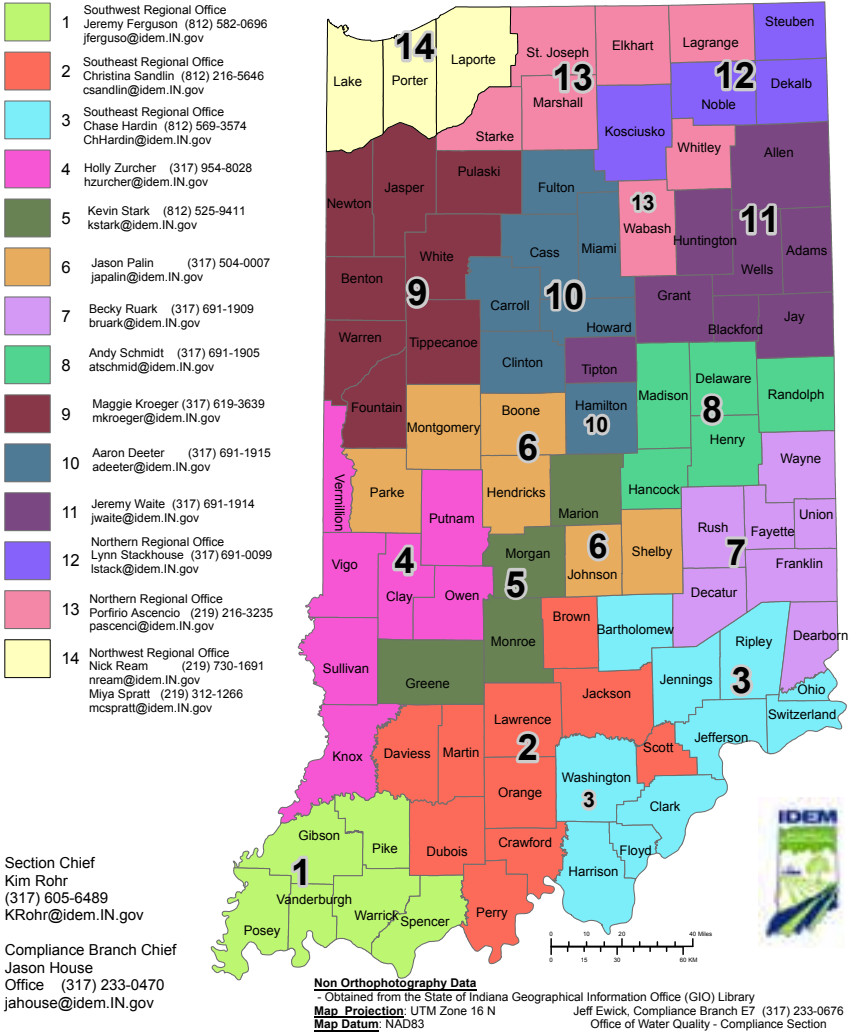 1 Southwest Regional Office
Jeremy Ferguson (812) 582-0696
jferguso@idem.IN.gov
2 Southeast Regional Office
Christina Sandlin (812) 216-5646
csandlin@idem.IN.gov
3 Southeast Regional Office
Chase Hardin (812) 569-3574
ChHardin@idem.IN.gov
4 Holly Zurcher (317) 954-8028
hzurcher@idem.IN.gov
5 Kevin Stark (812) 525-9411
kstark@idem.IN.gov
6 Jason Palin (317) 504-0007
japalin@idem.IN.gov
7 Becky Ruark (317) 691-1909
bruark@idem.IN.gov
8 Andy Schmidt (317) 691-1905
atschmid@idem.IN.gov
9 Maggie Kroeger (317) 619-3639
mkroeger@idem.IN.gov
10 Aaron Deeter (317) 691-1915
adeeter@idem.IN.gov
11 Jeremy Waite (317) 691-1914
jwaite@idem.IN.gov
12 Northern Regional Office
Lynn Stackhouse (317) 691-0099
lstack@idem.IN.gov
13 Northern Regional Office
Porfirio Ascencio (219) 216-3235
pascenci@idem.IN.gov
14 Northwest Regional Office
Nick Ream (219) 730-1691
nream@idem.IN.gov
Miya Spratt (219) 312-1266
mcspratt@idem.IN.gov
Section Chief
Kim Rohr
(317) 605-6489
KRohr@idem.IN.gov
Compliance Branch Chief
Jason House
Office (317) 233-0470
jahouse@idem.IN.gov
Lake
14
Porter
Laporte
St. Joseph
13
Elkhart
Lagrange
Steuben
12
Noble
Dekalb
Marshall
Starke
Kosciusko
Whitley
Allen
Newton
Jasper
Pulaski
Fulton
13
Wabash
Huntington
11
Wells
Adams
White
Cass
Miami
Benton
9
Carroll
10
Howard
Grant
Blackford
Jay
Warren
Tippecanoe
Clinton
Tipton
Fountain
Montgomery
Boone
6
Hamilton
10
Madison
Delaware
8
Henry
Randolph
Vermillion
Parke
Putnam
Hendricks
Marion
Hancock
Wayne
Rush
Fayette
Union
7
Franklin
Decatur
Dearborn
Vigo
4
Clay
Owen
Morgan
5
6
Johnson
Shelby
Monroe
Brown
Bartholomew
Ripley
Jennings
3
Ohio
Switzerland
Jefferson
Sullivan
Greene
Jackson
Lawrence
2
Scott
Knox
Daviess
Martin
Orange
Washington
3
Clark
Floyd
Harrison
Gibson
Pike
Dubois
Crawford
Perry
1
Vanderburgh
Warrick
Spencer
Posey
IDEM
0 10 20 40 Miles
0 15 30 60 KM
Non Orthophotography Data
- Obtained from the State of Indiana Geographical Information Office (GIO) Library
Map Projection: UTM Zone 16 N
Map Datum: NAD83
Jeff Ewick, Compliance Branch E7 (317) 233-0676
Office of Water Quality - Compliance Section